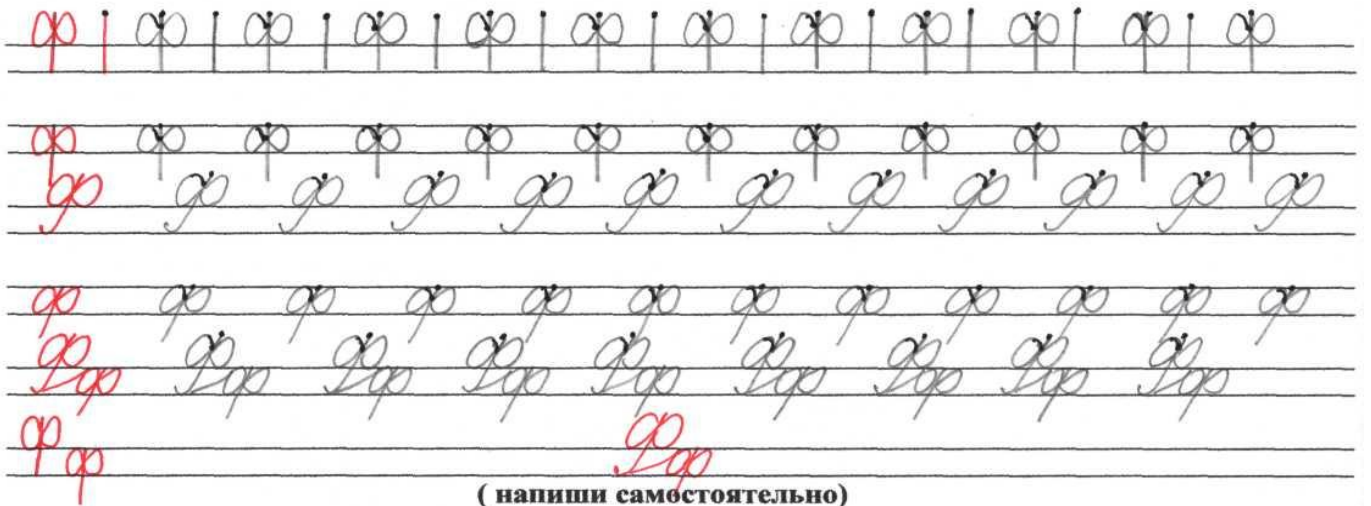 Ф | Ф | Ф | Ф | Ф | Ф | Ф | Ф | Ф | Ф | Ф | Ф
ф ф ф ф ф ф ф ф ф ф ф ф
Ф Ф Ф Ф Ф Ф Ф Ф Ф Ф Ф Ф
ф ф ф ф ф ф ф ф ф ф ф ф
Фф Фф Фф Фф Фф Фф Фф Фф Фф
Фф Фф
( напиши самостоятельно)